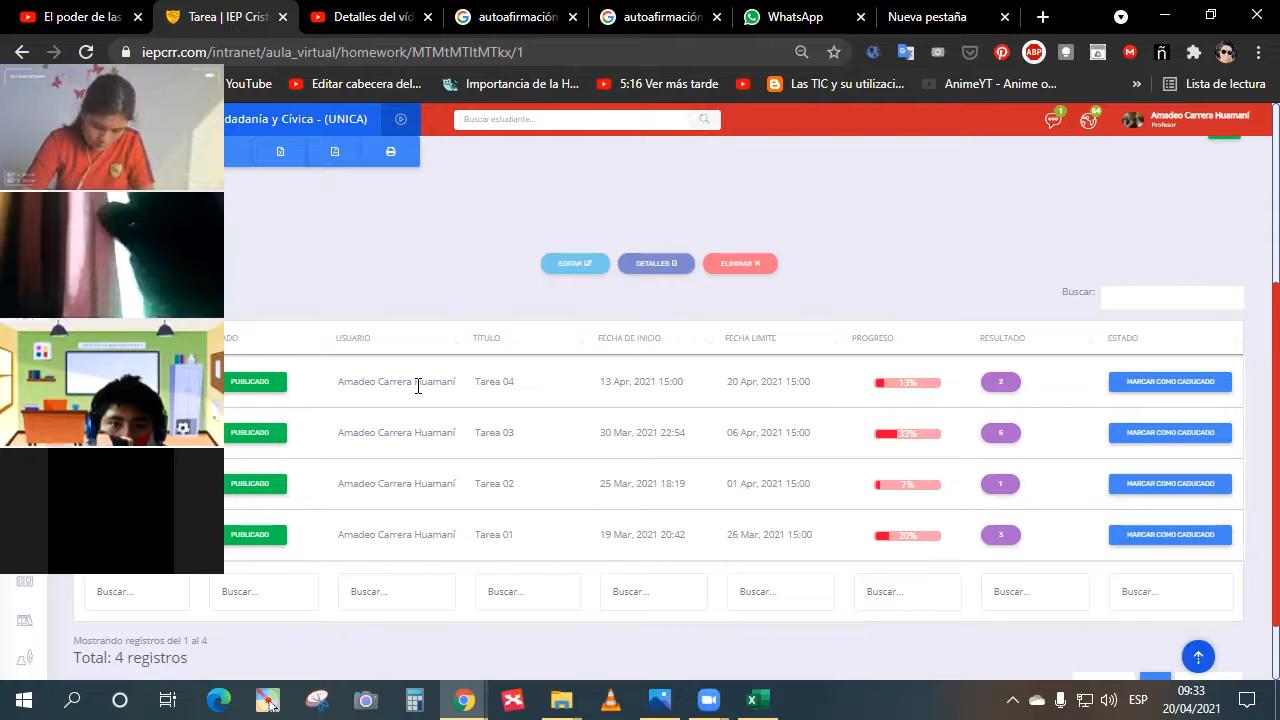 El poder de las
Tarea | IEP Crist
Detalles del víd
autoafirmación
autoafirmación
WhatsApp
Nueva pestaña
iepcrr.com/intranet/aula_virtual/homework/MTMtMTItMTkx/1
ABP
YouTube
Editar cabecera del...
Importancia de la H...
5:16 Ver más tarde
Las TIC y su utilizaci...
AnimeYT - Anime o...
»
Lista de lectura
dadanía y Cívica - (UNICA)
Buscar estudiante...
1
64
Amadeo Carrera Huamaní
Profesor
EDITAR
DETALLES
ELIMINAR
Buscar:
ADO
USUARIO
TÍTULO
FECHA DE INICIO
FECHA LIMITE
PROGRESO
RESULTADO
ESTADO
PUBLICADO
Amadeo Carrera Huamaní
Tarea 04
13 Apr, 2021 15:00
20 Apr, 2021 15:00
13%
2
MARCAR COMO CADUCADO
PUBLICADO
Amadeo Carrera Huamaní
Tarea 03
30 Mar, 2021 22:54
06 Apr, 2021 15:00
33%
5
MARCAR COMO CADUCADO
PUBLICADO
Amadeo Carrera Huamaní
Tarea 02
25 Mar, 2021 18:19
01 Apr, 2021 15:00
7%
1
MARCAR COMO CADUCADO
PUBLICADO
Amadeo Carrera Huamaní
Tarea 01
19 Mar, 2021 20:42
26 Mar, 2021 15:00
20%
3
MARCAR COMO CADUCADO
Buscar...
Buscar...
Buscar...
Buscar...
Buscar...
Buscar...
Buscar...
Buscar...
Buscar...
Mostrando registros del 1 al 4
Total: 4 registros
ESP
09:33
20/04/2021